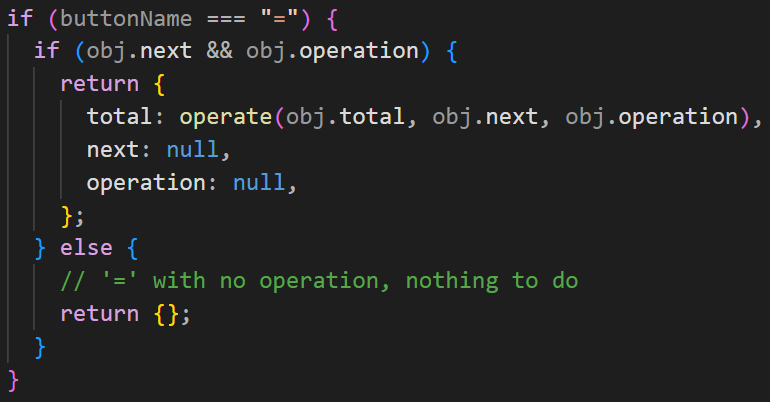 if (buttonName === "=") {
  if (obj.next && obj.operation) {
    return {
      total: operate(obj.total, obj.next, obj.operation),
      next: null,
      operation: null,
    };
  } else {
    // '=' with no operation, nothing to do
    return {};
  }
}